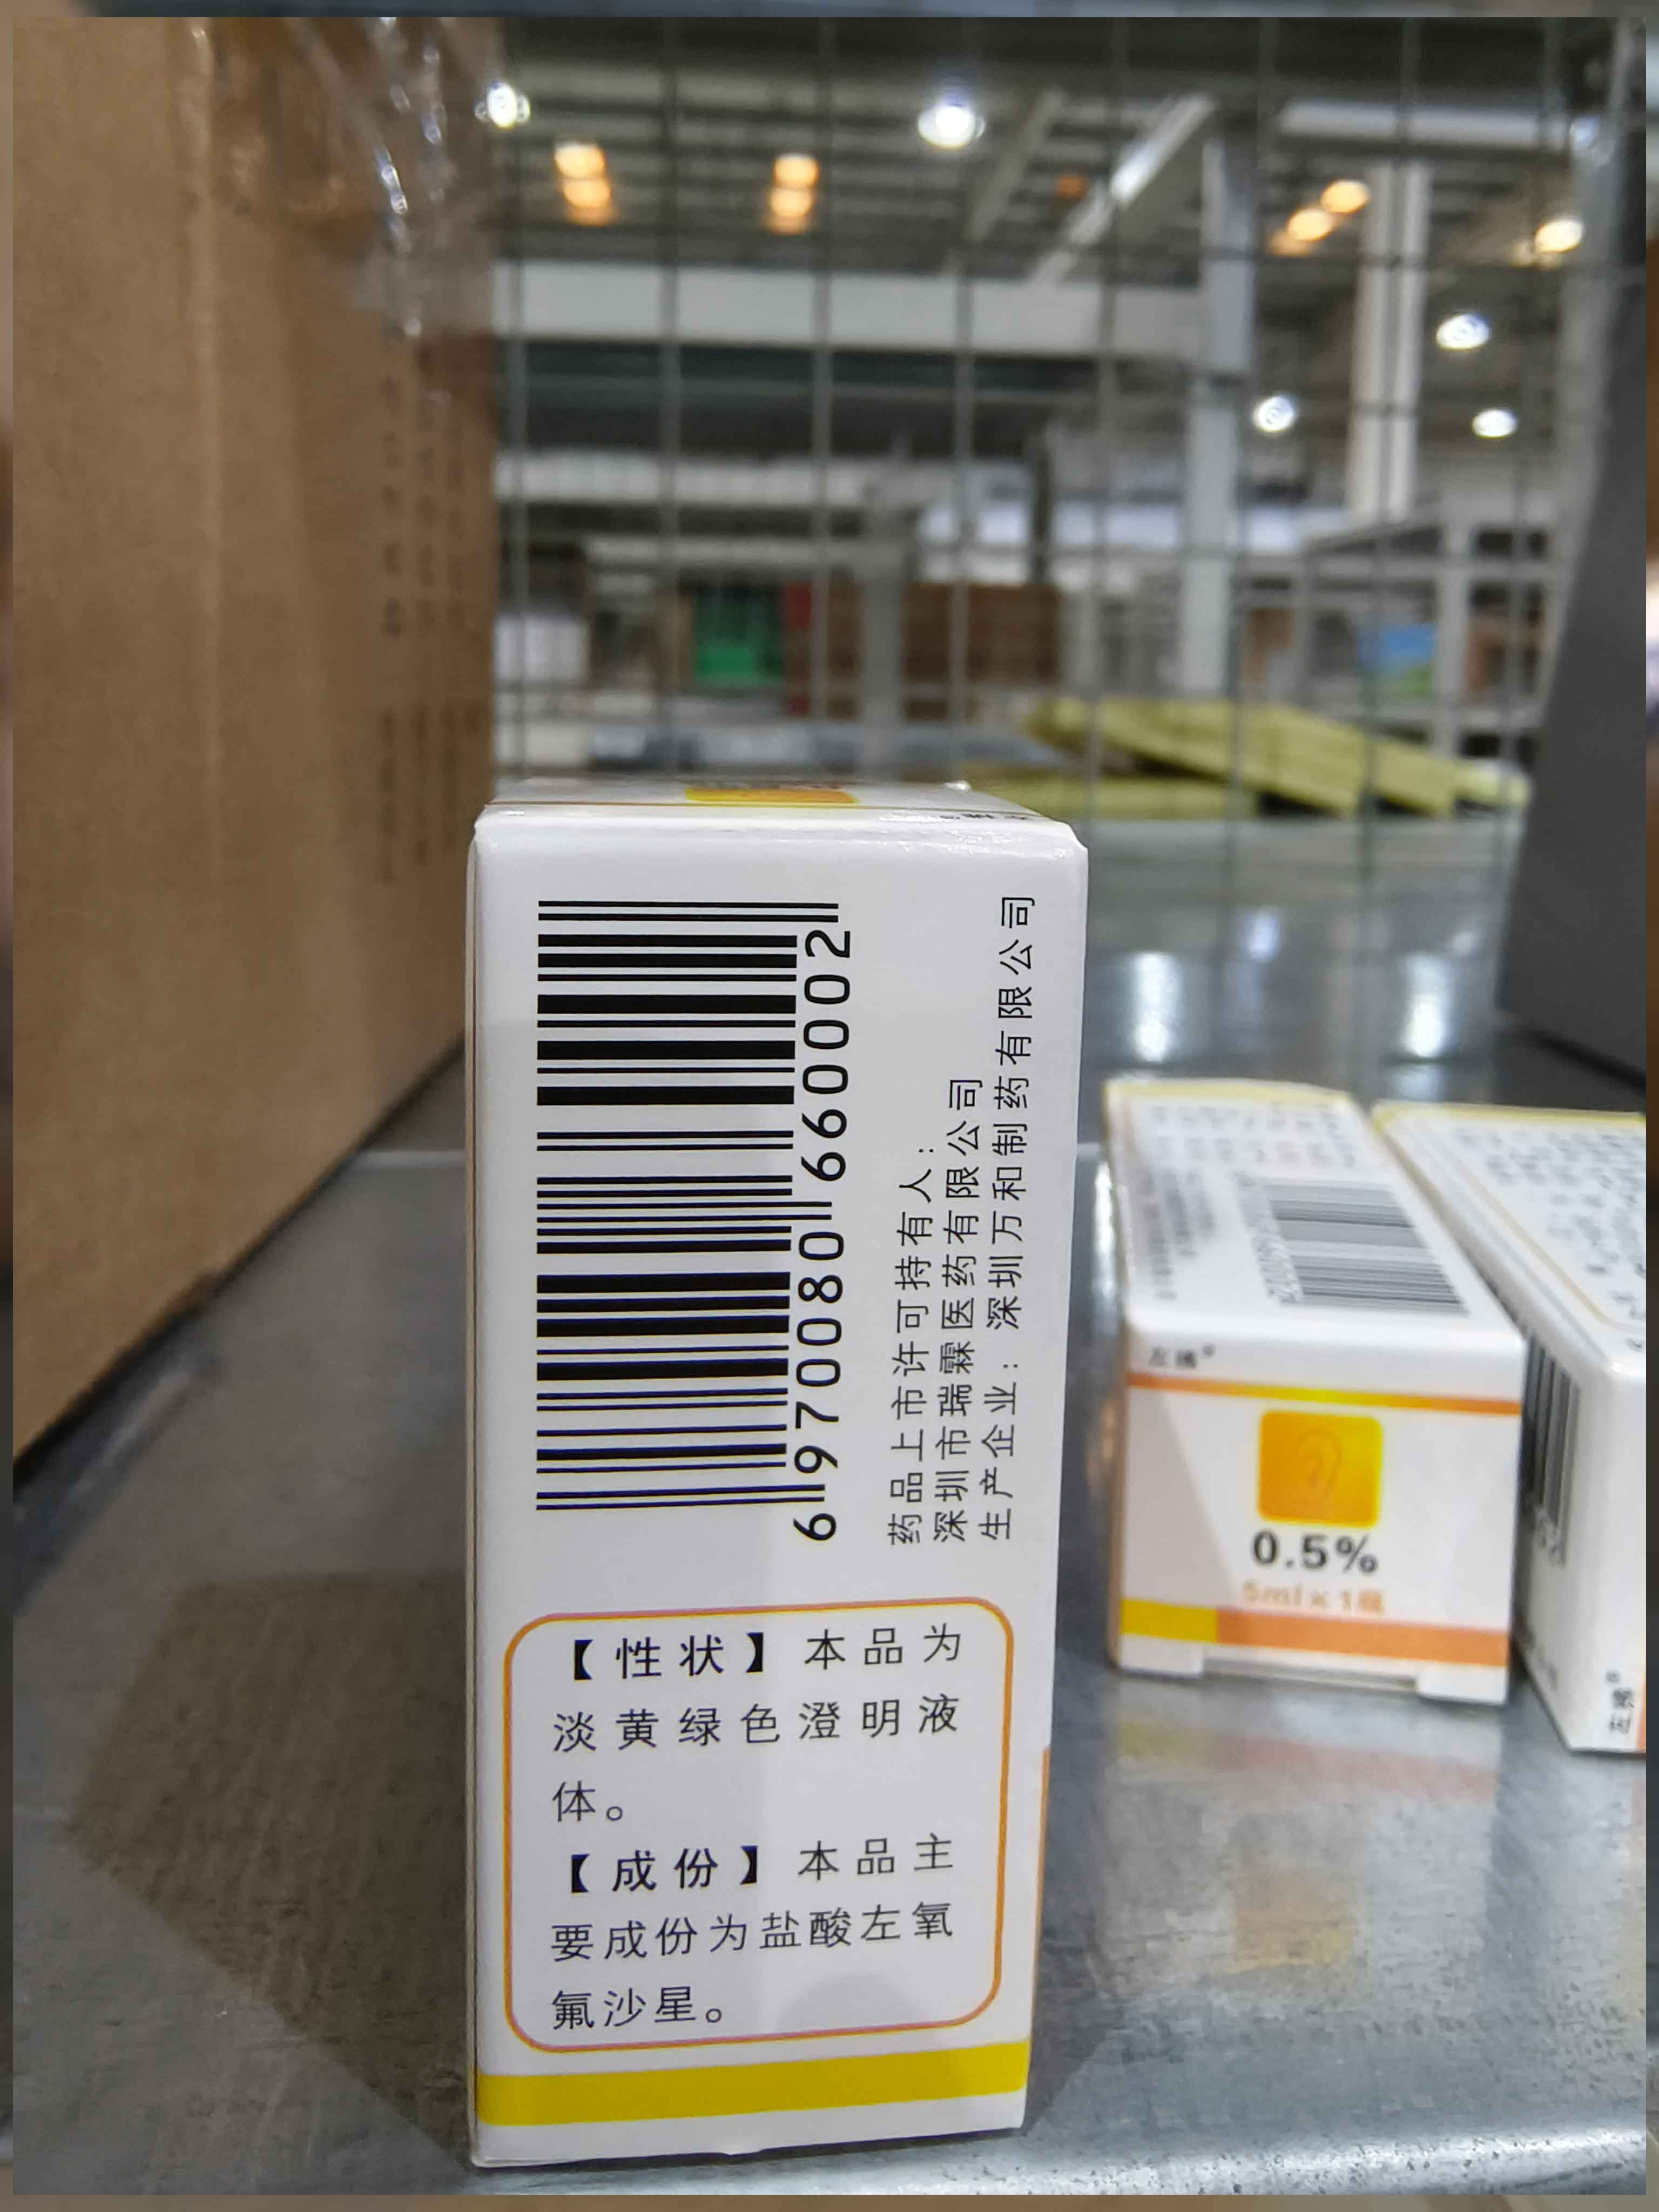 6970080660002
药品上市许可持有人：
深圳市瑞霖医药有限公司
生产企业：深圳万和制药有限公司
【性状】本品为
淡黄绿色澄明液
体。
【成份】本品主
要成份为盐酸左氧
氟沙星。
0.5%
5ml×1瓶